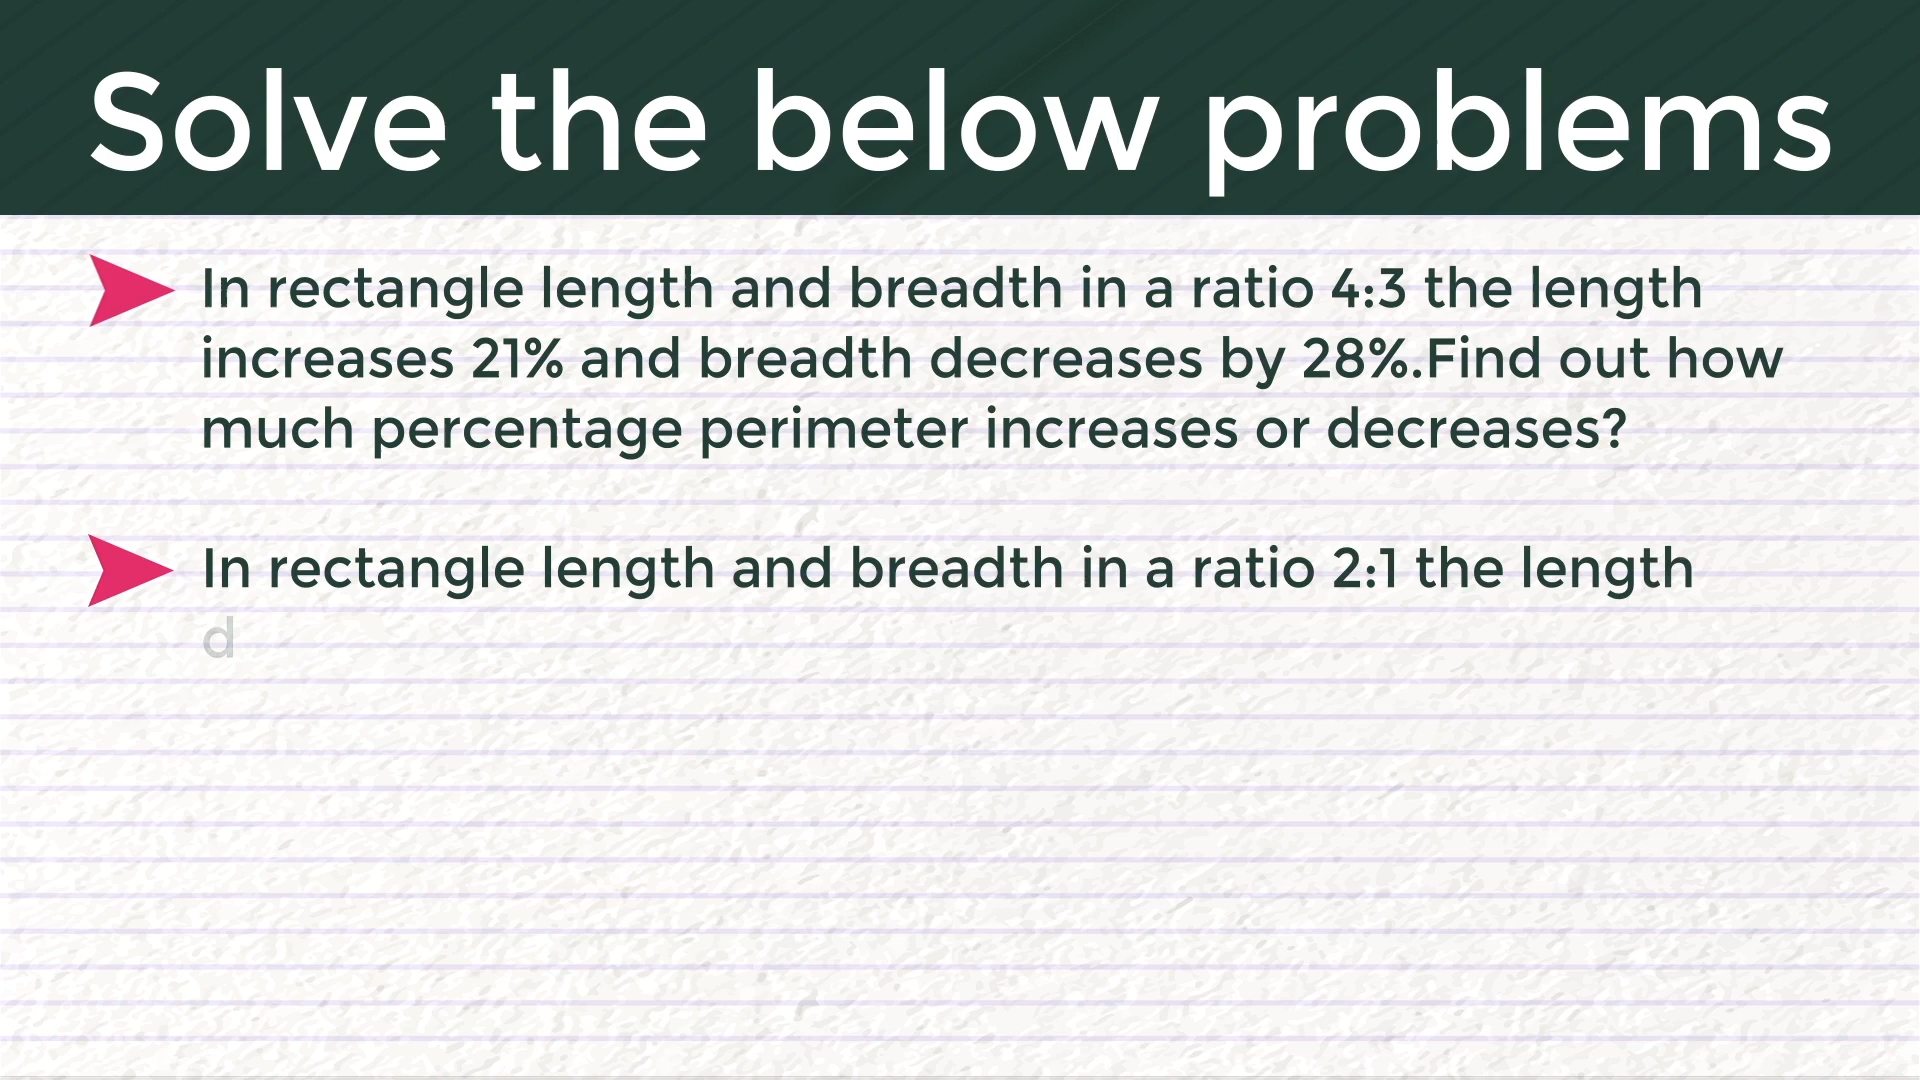 Solve the below problems
In rectangle length and breadth in a ratio 4:3 the length
increases 21% and breadth decreases by 28%.Find out how
much percentage perimeter increases or decreases?
In rectangle length and breadth in a ratio 2:1 the length
d